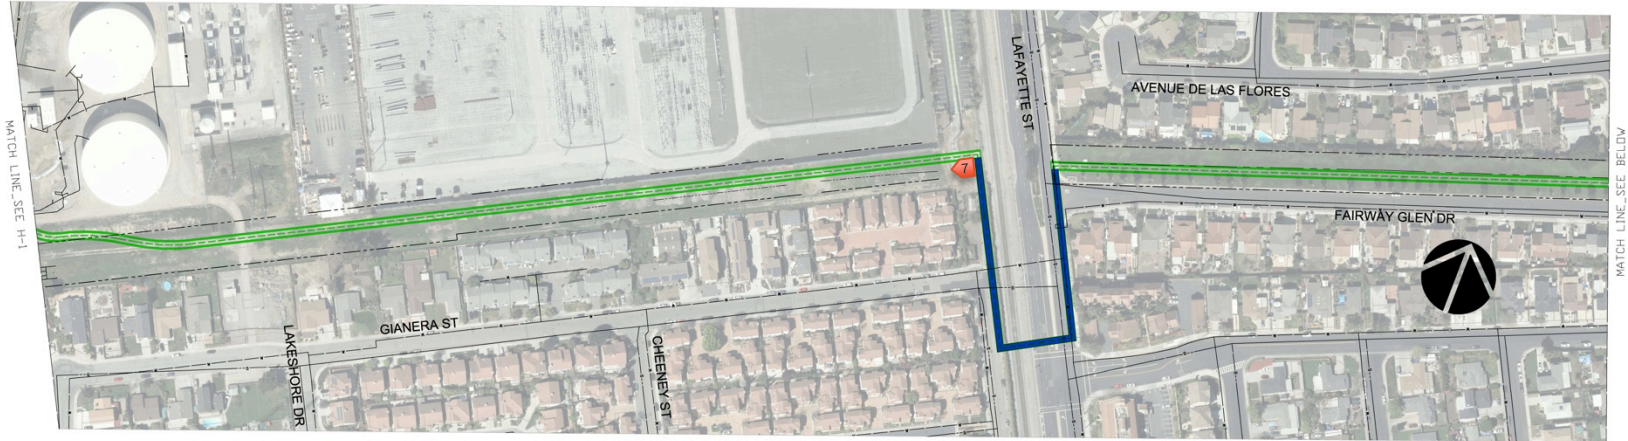 MATCH LINE_SEE H-1
LAFAYETTE ST
AVENUE DE LAS FLORES
7
FAIRWAY GLEN DR
MATCH LINE_SEE BELOW
GIANERA ST
LAKESHORE DR
CHEENEY ST